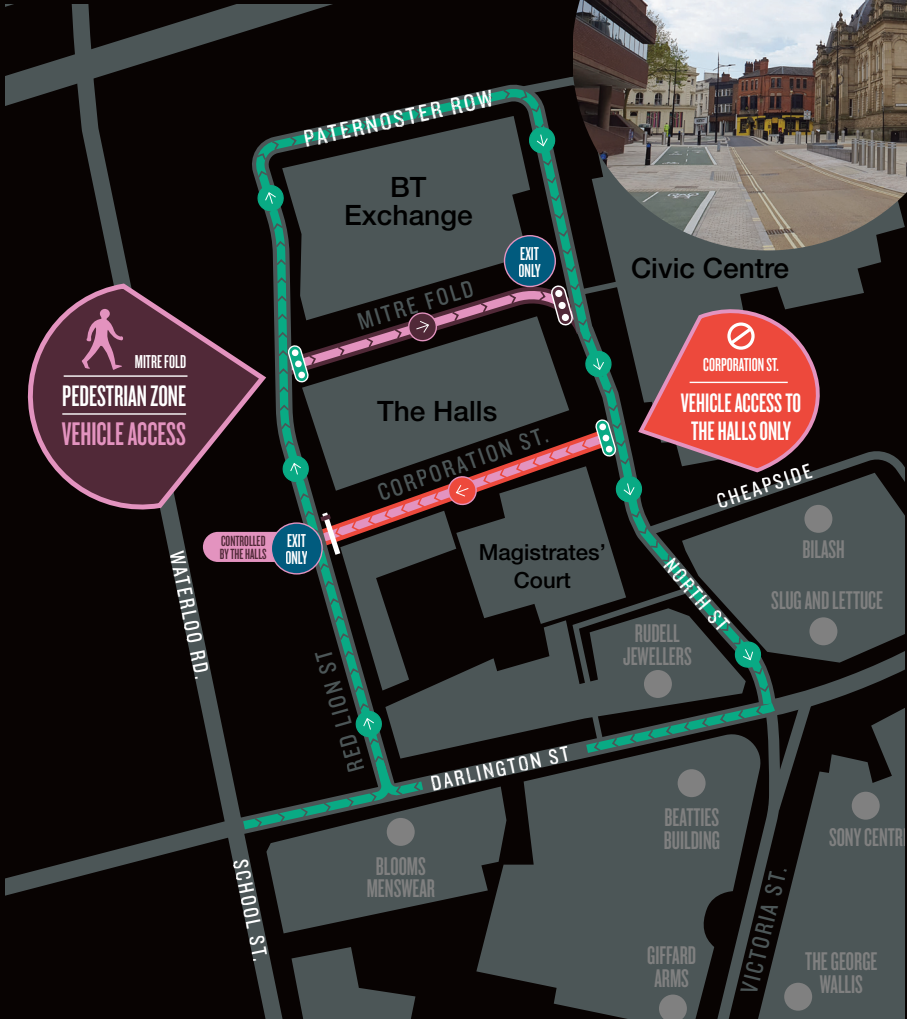 PATERNOSTER ROW
BT
Exchange
EXIT
ONLY
Civic Centre
MITRE FOLD
MITRE FOLD
PEDESTRIAN ZONE
VEHICLE ACCESS
CORPORATION ST.
VEHICLE ACCESS TO
THE HALLS ONLY
The Halls
CORPORATION ST.
CHEAPSIDE
CONTROLLED
BY THE HALLS
EXIT
ONLY
Magistrates'
Court
BILASH
WATERLOO RD.
NORTH ST
SLUG AND LETTUCE
RUDELL
JEWELLERS
RED LION ST
DARLINGTON ST
BEATTIES
BUILDING
SONY CENTR
BLOOMS
MENSWEAR
SCHOOL ST.
VICTORIA ST.
GIFFARD
ARMS
THE GEORGE
WALLIS